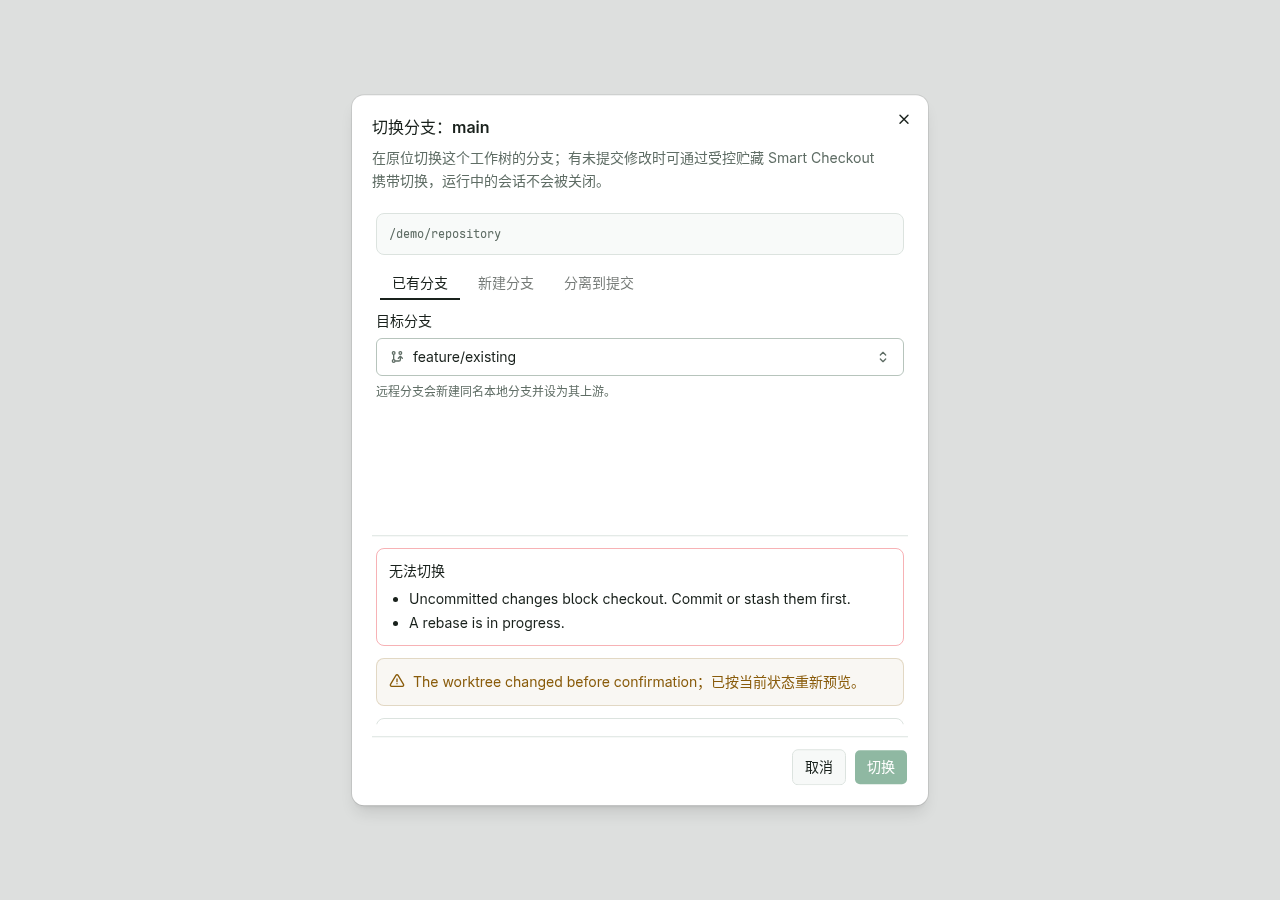 切换分支：main
在原位切换这个工作树的分支；有未提交修改时可通过受控贮藏 Smart Checkout
携带切换，运行中的会话不会被关闭。
/demo/repository
已有分支 新建分支 分离到提交
目标分支
feature/existing
远程分支会新建同名本地分支并设为其上游。
无法切换
• Uncommitted changes block checkout. Commit or stash them first.
• A rebase is in progress.
The worktree changed before confirmation；已按当前状态重新预览。
取消 切换